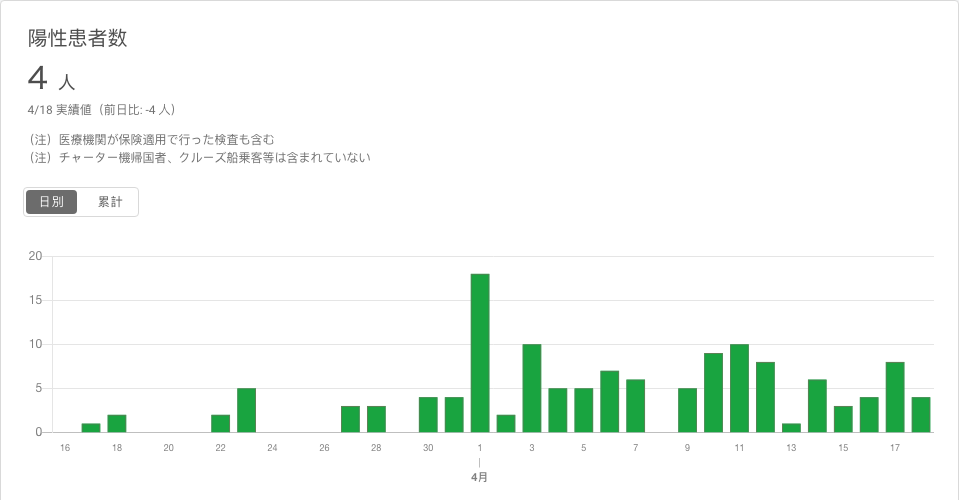 陽性患者数
4 人
4/18 実績値（前日比: -4 人）
（注）医療機関が保険適用で行った検査も含む
（注）チャーター機帰国者、クルーズ船乗客等は含まれていない
日別 累計
20
15
10
5
0
16 18 20 22 24 26 28 30 1 3 5 7 9 11 13 15 17
4月